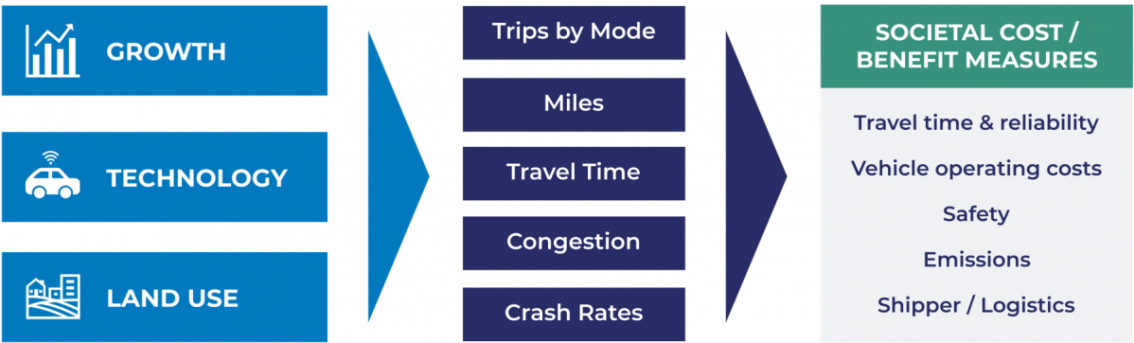 GROWTH
TECHNOLOGY
LAND USE
Trips by Mode
Miles
Travel Time
Congestion
Crash Rates
SOCIETAL COST /
BENEFIT MEASURES
Travel time & reliability
Vehicle operating costs
Safety
Emissions
Shipper / Logistics